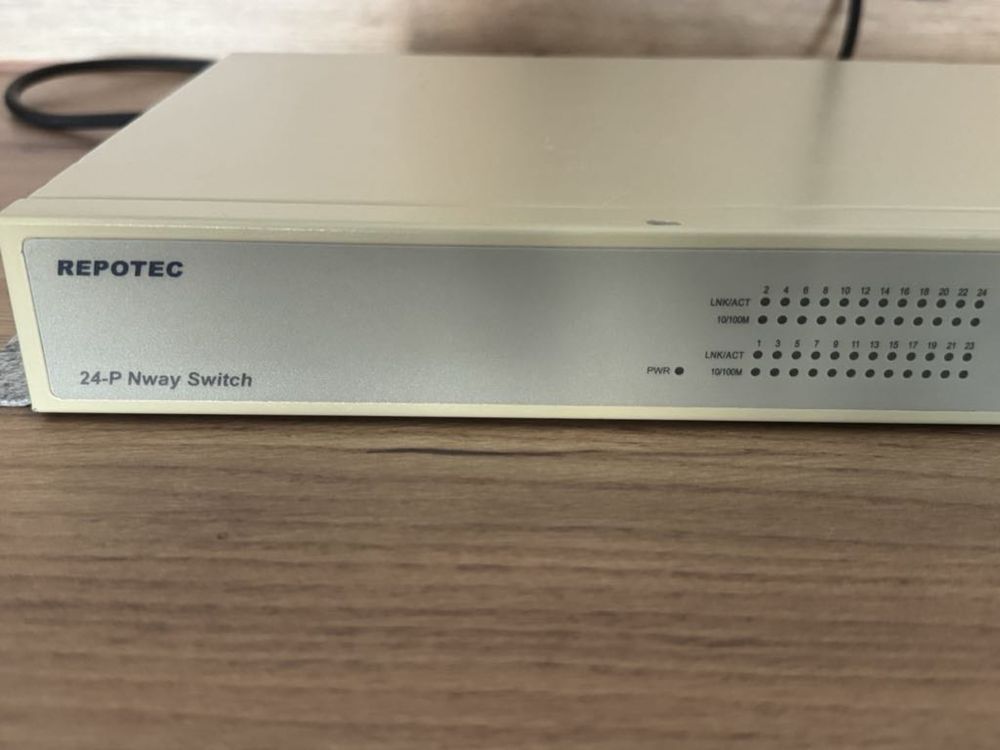 REPOTEC
24-P Nway Switch
PWR
2 4 6 8 10 12 14 16 18 20 22 24
LNK/ACT
10/100M
1 3 5 7 9 11 13 15 17 19 21 23
LNK/ACT
10/100M